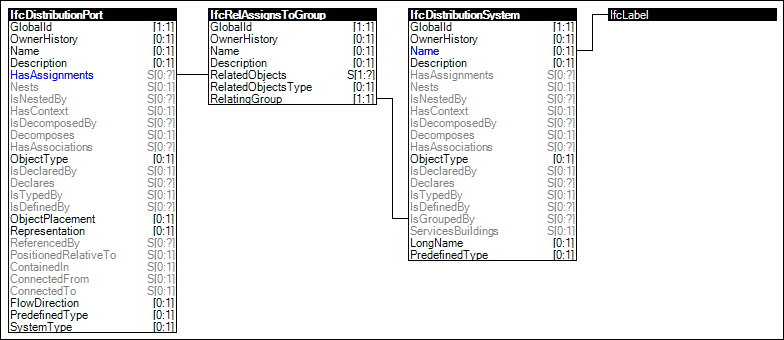 IfcDistributionPort
GlobalId [1:1]
OwnerHistory [0:1]
Name [0:1]
Description [0:1]
HasAssignments S[0:?]
Nests S[0:1]
IsNestedBy S[0:?]
HasContext S[0:1]
IsDecomposedBy S[0:?]
Decomposes S[0:1]
HasAssociations S[0:?]
ObjectType [0:1]
IsDeclaredBy S[0:1]
Declares S[0:?]
IsTypedBy S[0:1]
IsDefinedBy S[0:?]
ObjectPlacement [0:1]
Representation [0:1]
ReferencedBy S[0:?]
PositionedRelativeTo S[0:1]
ContainedIn S[0:1]
ConnectedFrom S[0:1]
ConnectedTo S[0:1]
FlowDirection [0:1]
PredefinedType [0:1]
SystemType [0:1]
IfcRelAssignsToGroup
GlobalId [1:1]
OwnerHistory [0:1]
Name [0:1]
Description [0:1]
RelatedObjects S[1:?]
RelatedObjectsType [0:1]
RelatingGroup [1:1]
IfcDistributionSystem
GlobalId [1:1]
OwnerHistory [0:1]
Name [0:1]
Description [0:1]
HasAssignments S[0:?]
Nests S[0:1]
IsNestedBy S[0:?]
HasContext S[0:1]
IsDecomposedBy S[0:?]
Decomposes S[0:1]
HasAssociations S[0:?]
ObjectType [0:1]
IsDeclaredBy S[0:1]
Declares S[0:?]
IsTypedBy S[0:1]
IsDefinedBy S[0:?]
IsGroupedBy S[0:?]
ServicesBuildings S[0:1]
LongName [0:1]
PredefinedType [0:1]
IfcLabel